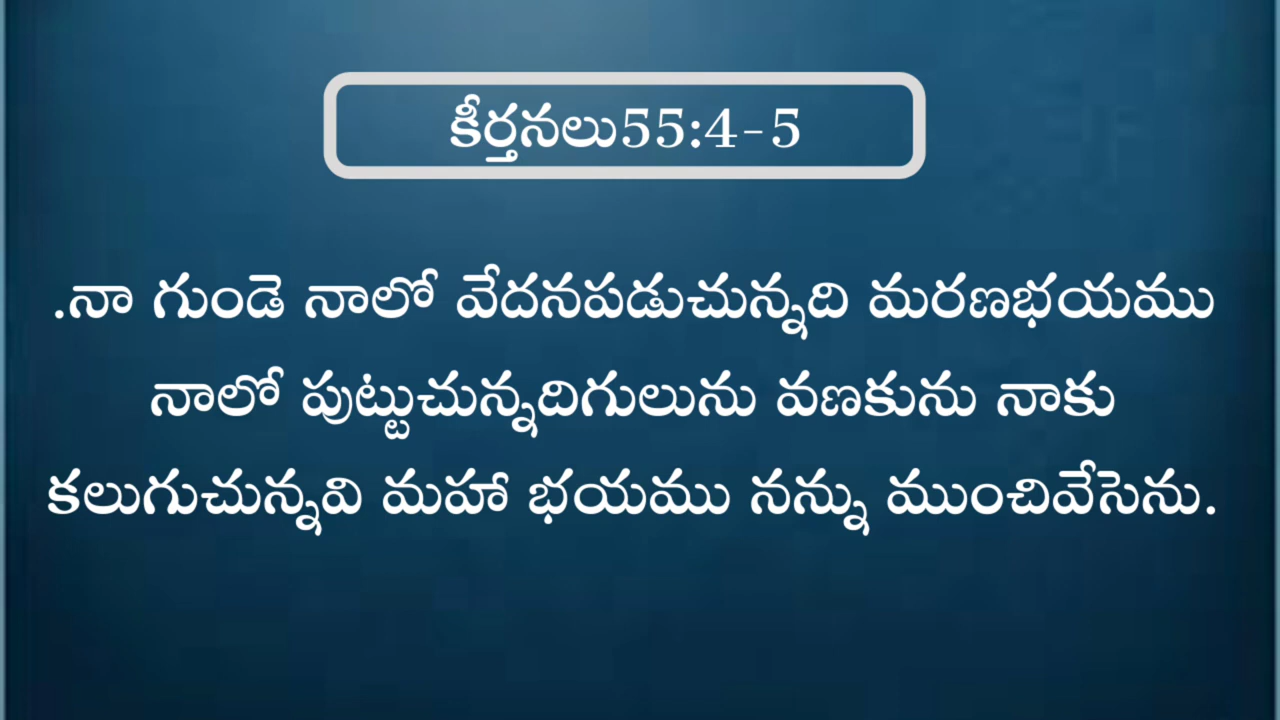 కీర్తనలు55:4-5
.నా గుండె నాలో వేదనపడుచున్నది మరణభయము
నాలో పుట్టుచున్నదిగులును వణకును నాకు
కలుగుచున్నవి మహా భయము నన్ను ముంచివేసెను.